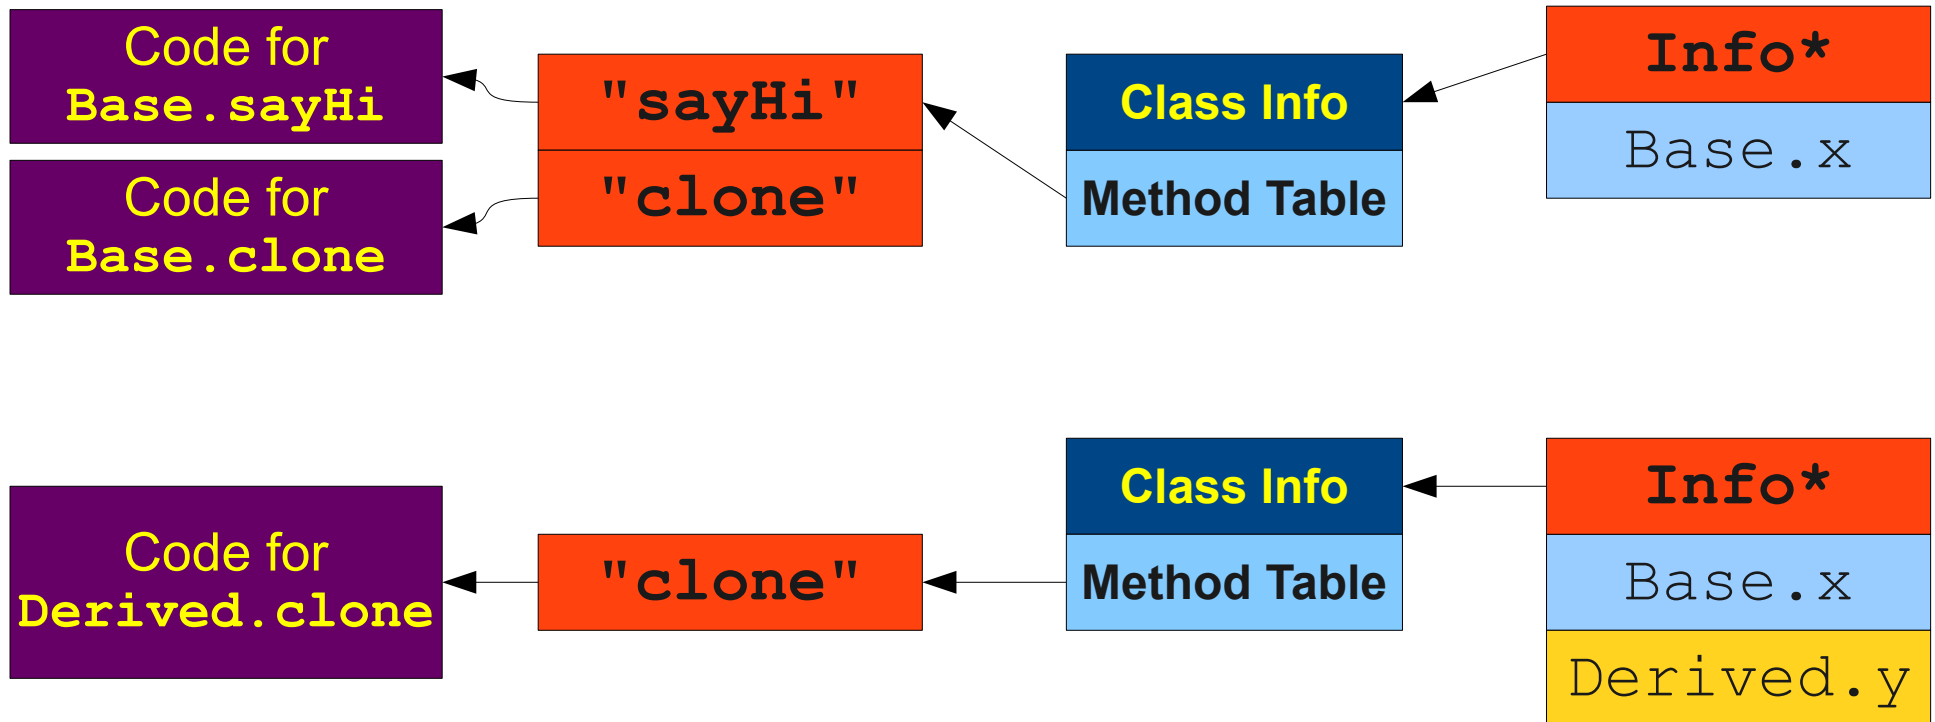 Code for
Base.sayHi
Code for
Base.clone
"sayHi"
"clone"
Class Info
Method Table
Info*
Base.x
Code for
Derived.clone
"clone"
Class Info
Method Table
Info*
Base.x
Derived.y